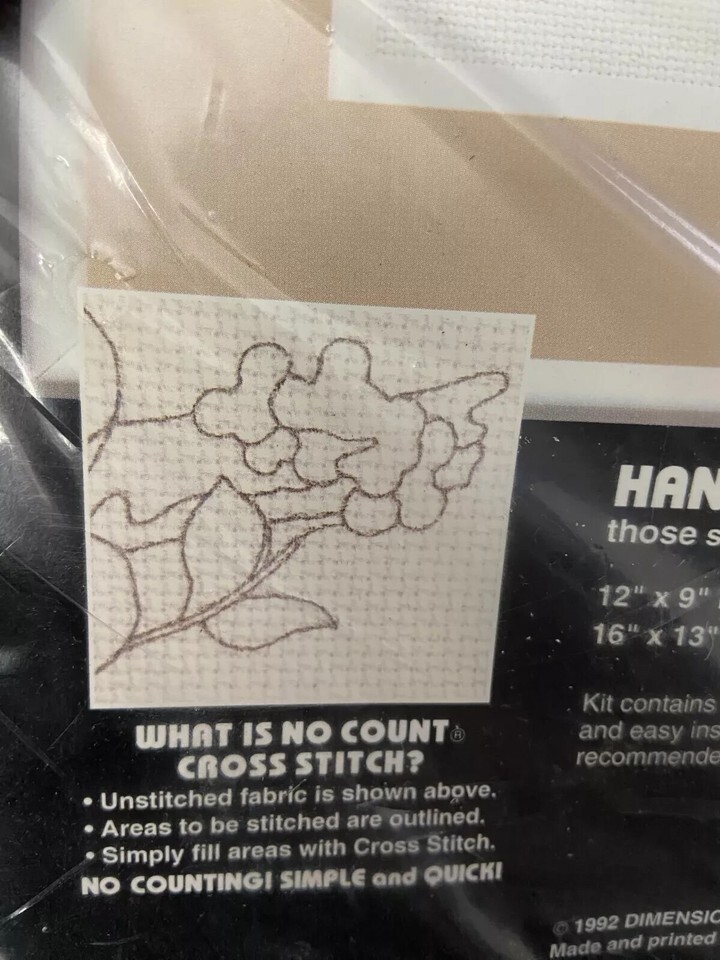 WHAT IS NO COUNT®
CROSS STITCH?
• Unstitched fabric is shown above.
• Areas to be stitched are outlined.
• Simply fill areas with Cross Stitch.
NO COUNTING! SIMPLE and QUICK!
HAN
those s
12" x 9"
16" x 13"
Kit contains
and easy ins
recommende
© 1992 DIMENSIO
Made and printed